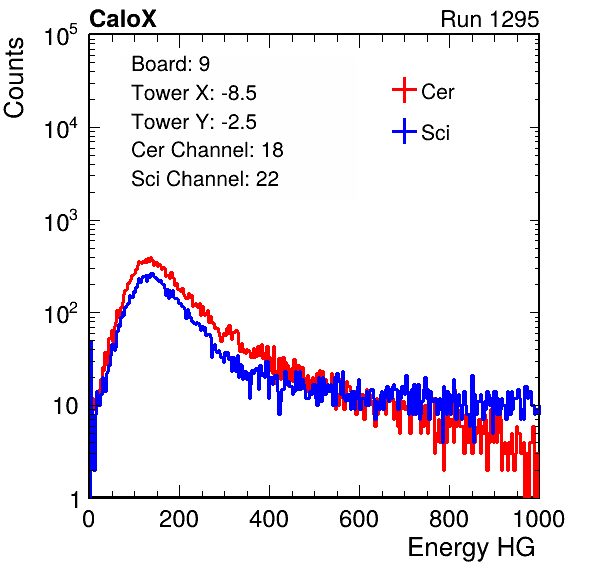 CaloX Run 1295
Counts
10^5
10^4
10^3
10^2
10
1
Board: 9
Tower X: -8.5
Tower Y: -2.5
Cer Channel: 18
Sci Channel: 22
Cer
Sci
0 200 400 600 800 1000
Energy HG